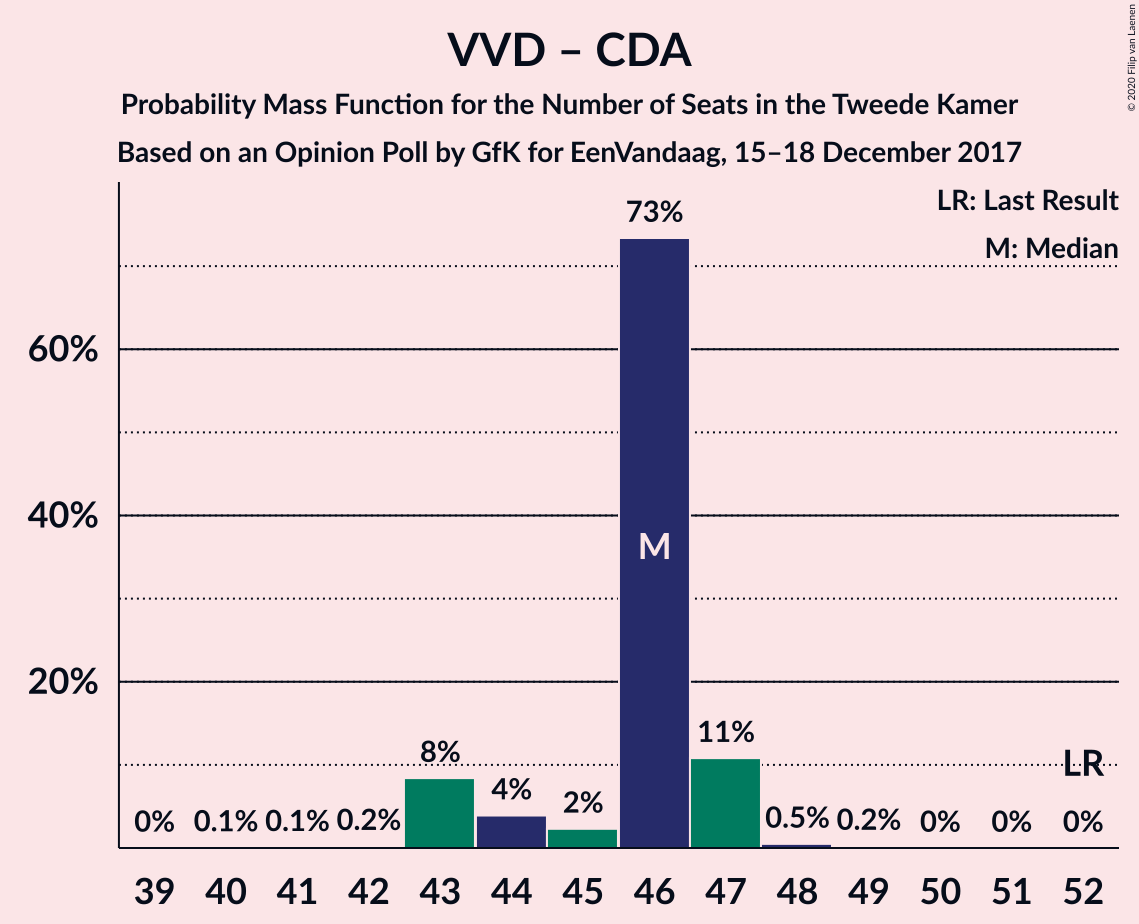 VVD – CDA
Probability Mass Function for the Number of Seats in the Tweede Kamer
Based on an Opinion Poll by GfK for EenVandaag, 15–18 December 2017
© 2020 Filip van Laenen
LR: Last Result
M: Median
73%
60%
40%
M
20%
11%
8%
LR
4%
2%
0% 0.1% 0.1% 0.2% 0.5% 0.2% 0% 0% 0%
39 40 41 42 43 44 45 46 47 48 49 50 51 52